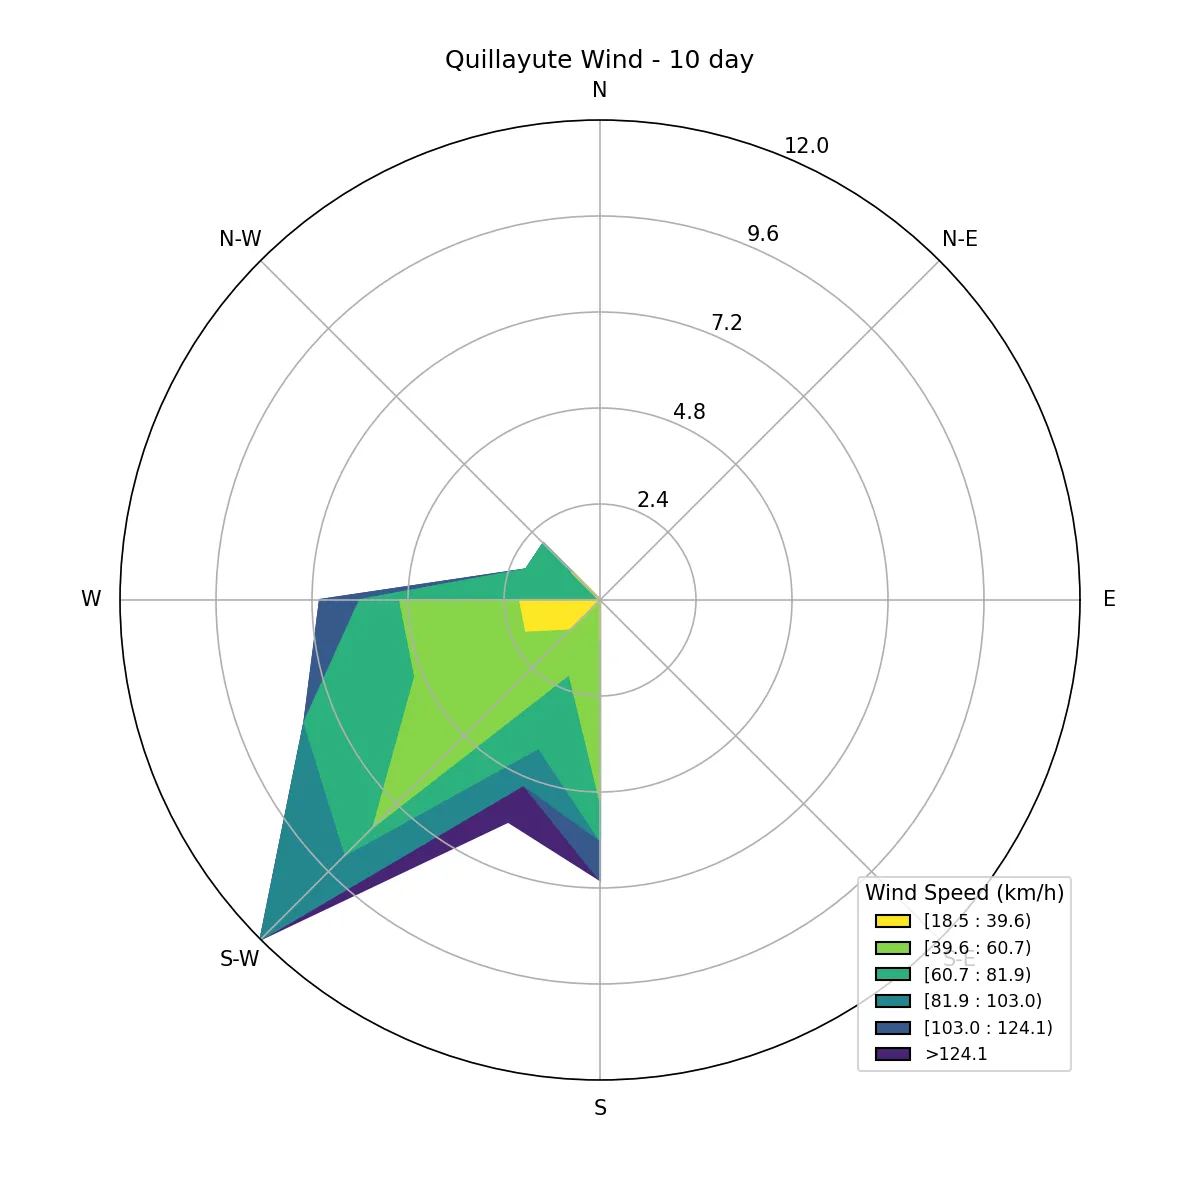 Quillayute Wind - 10 day
N
12.0
N-W
9.6
N-E
7.2
4.8
2.4
W
E
S-W
S-E
S
Wind Speed (km/h)
[18.5 : 39.6)
[39.6 : 60.7)
[60.7 : 81.9)
[81.9 : 103.0)
[103.0 : 124.1)
>124.1